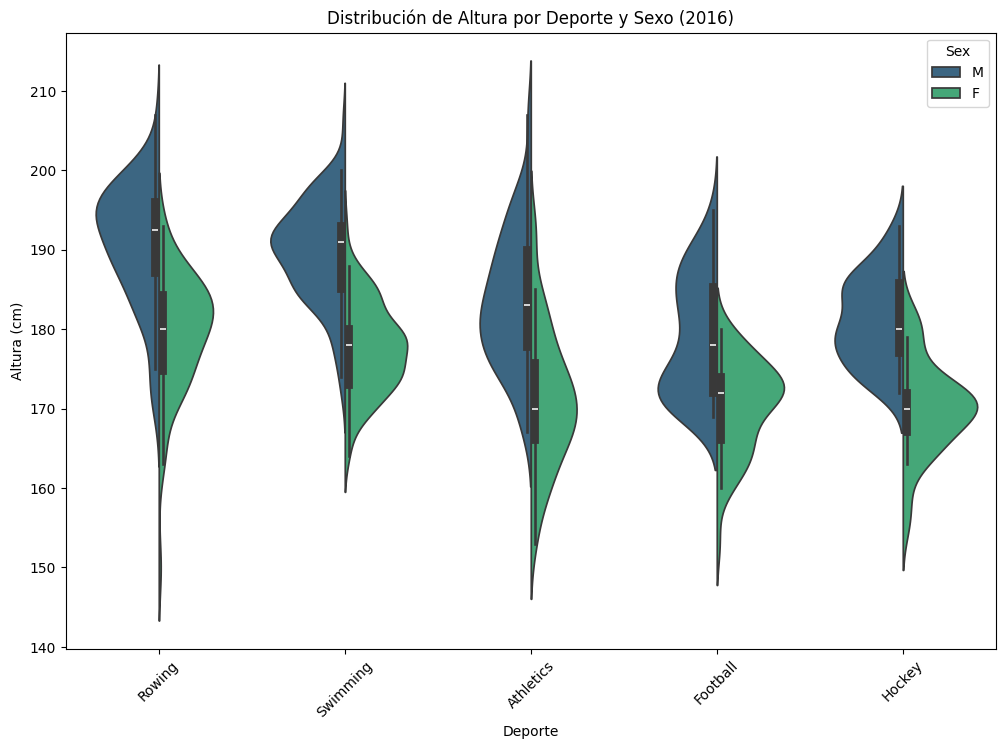 Distribución de Altura por Deporte y Sexo (2016)
Sex
M
F
Altura (cm)
210
200
190
180
170
160
150
140
Rowing
Swimming
Athletics
Football
Hockey
Deporte